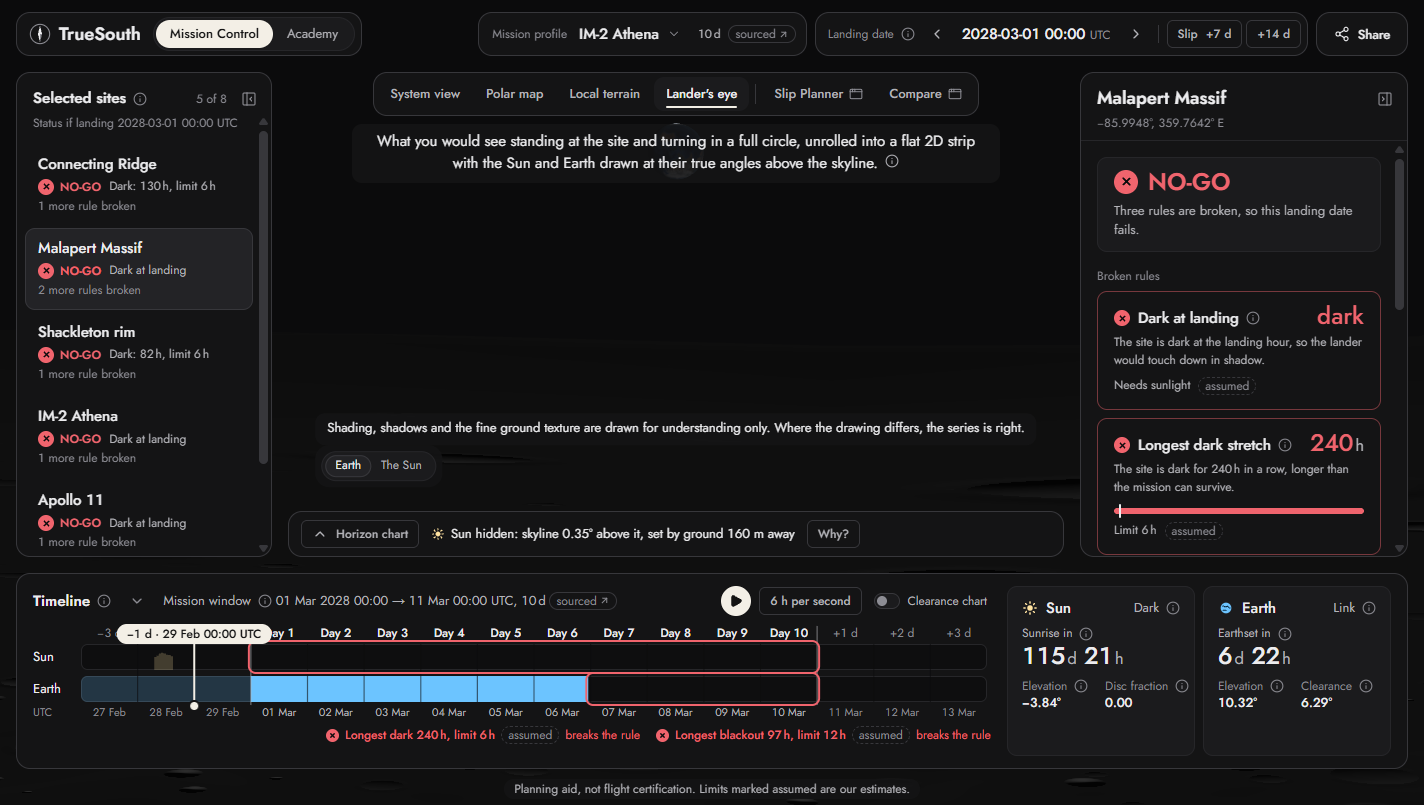 TrueSouth
Mission Control
Academy
Mission profile IM-2 Athena 10 d sourced ↗
Landing date 2028-03-01 00:00 UTC
Slip +7 d +14 d
Share
Selected sites 5 of 8
Status if landing 2028-03-01 00:00 UTC
Connecting Ridge
NO-GO Dark: 130 h, limit 6 h
1 more rule broken
Malapert Massif
NO-GO Dark at landing
2 more rules broken
Shackleton rim
NO-GO Dark: 82 h, limit 6 h
1 more rule broken
IM-2 Athena
NO-GO Dark at landing
1 more rule broken
Apollo 11
NO-GO Dark at landing
1 more rule broken
System view
Polar map
Local terrain
Lander's eye
Slip Planner
Compare
What you would see standing at the site and turning in a full circle, unrolled into a flat 2D strip
with the Sun and Earth drawn at their true angles above the skyline.
Shading, shadows and the fine ground texture are drawn for understanding only. Where the drawing differs, the series is right.
Earth
The Sun
Horizon chart
Sun hidden: skyline 0.35° above it, set by ground 160 m away
Why?
Malapert Massif
−85.9948°, 359.7642° E
NO-GO
Three rules are broken, so this landing date
fails.
Broken rules
Dark at landing dark
The site is dark at the landing hour, so the lander
would touch down in shadow.
Needs sunlight assumed
Longest dark stretch 240 h
The site is dark for 240 h in a row, longer than
the mission can survive.
Limit 6 h assumed
Timeline
Mission window 01 Mar 2028 00:00 → 11 Mar 00:00 UTC, 10 d sourced ↗
6 h per second
Clearance chart
−1 d · 29 Feb 00:00 UTC
Day 2 Day 3 Day 4 Day 5 Day 6 Day 7 Day 8 Day 9 Day 10 +1 d +2 d +3 d
Sun
Earth
UTC 27 Feb 28 Feb 29 Feb 01 Mar 02 Mar 03 Mar 04 Mar 05 Mar 06 Mar 07 Mar 08 Mar 09 Mar 10 Mar 11 Mar 12 Mar 13 Mar
Longest dark 240 h, limit 6 h assumed breaks the rule
Longest blackout 97 h, limit 12 h assumed breaks the rule
Sun Dark
Sunrise in
115 d 21 h
Elevation Disc fraction
−3.84° 0.00
Earth Link
Earthset in
6 d 22 h
Elevation Clearance
10.32° 6.29°
Planning aid, not flight certification. Limits marked assumed are our estimates.